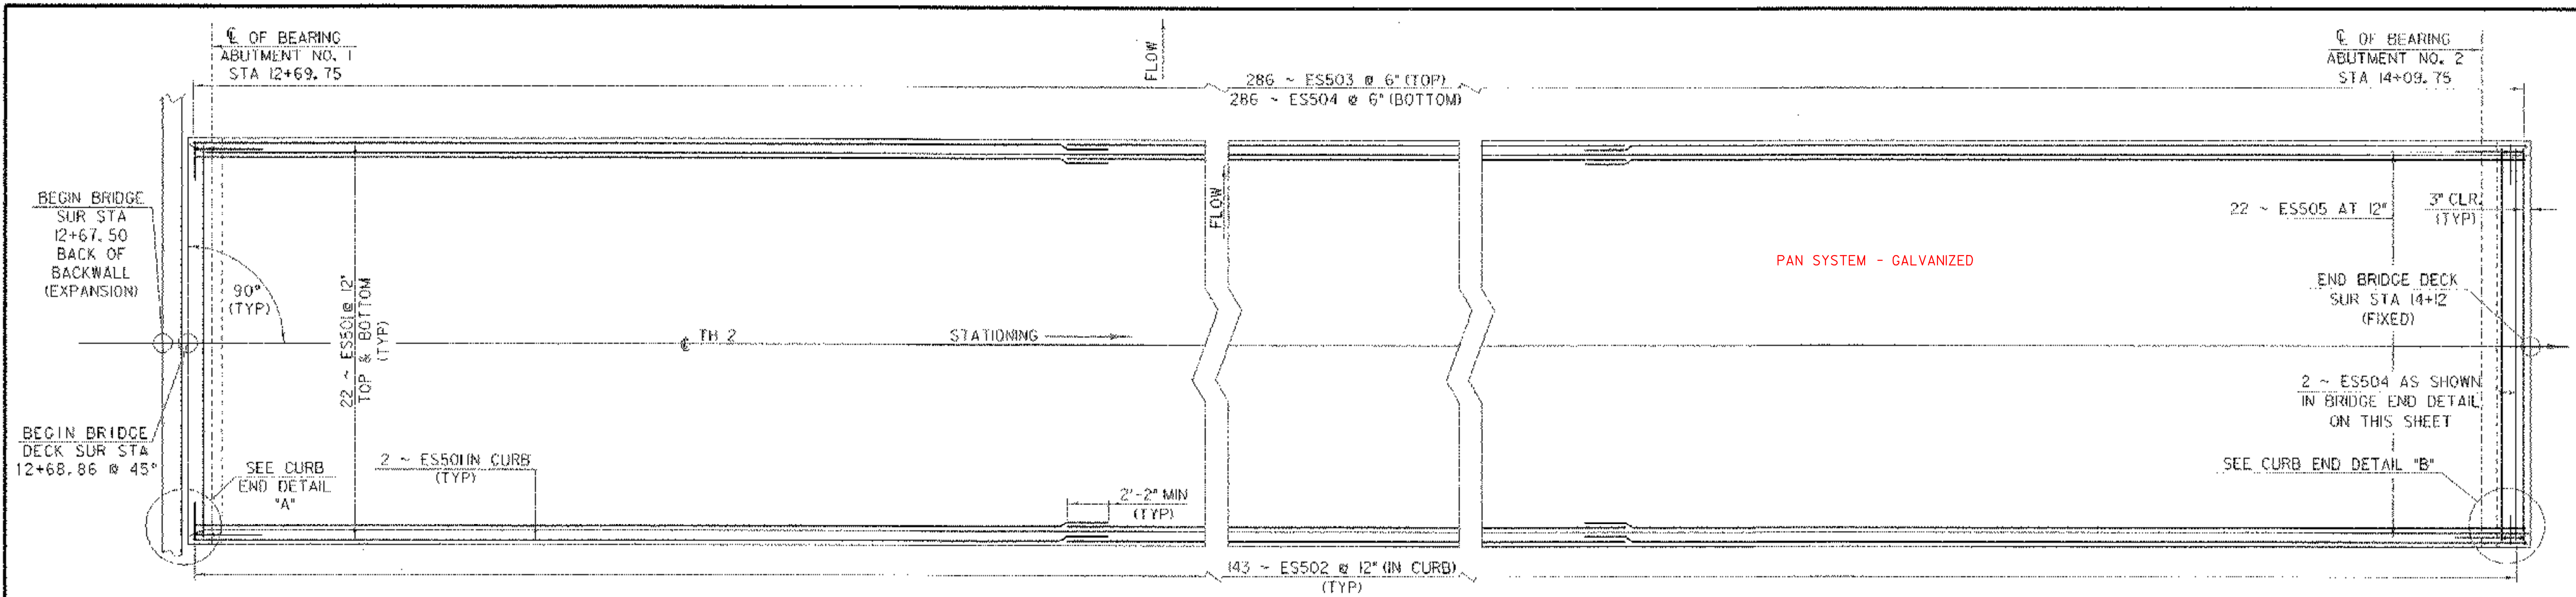 ℄ OF BEARING
ABUTMENT NO. 1
STA 12+69.75
FLOW
286 ~ ES503 @ 6" (TOP)
286 ~ ES504 @ 6" (BOTTOM)
℄ OF BEARING
ABUTMENT NO. 2
STA 14+09.75
BEGIN BRIDGE
SUR STA
12+67.50
BACK OF
BACKWALL
(EXPANSION)
90°
(TYP)
22 ~ ES501 @ 12"
TOP & BOTTOM
(TYP)
FLOW
22 ~ ES505 AT 12"
3" CLR.
(TYP)
PAN SYSTEM - GALVANIZED
END BRIDGE DECK
SUR STA 14+12
(FIXED)
℄ TH 2
STATIONING
BEGIN BRIDGE
DECK SUR STA
12+68.86 @ 45°
SEE CURB
END DETAIL
"A"
2 ~ ES501 IN CURB
(TYP)
2'-2" MIN
(TYP)
2 ~ ES504 AS SHOWN
IN BRIDGE END DETAIL
ON THIS SHEET
SEE CURB END DETAIL "B"
143 ~ ES502 @ 12" (IN CURB)
(TYP)